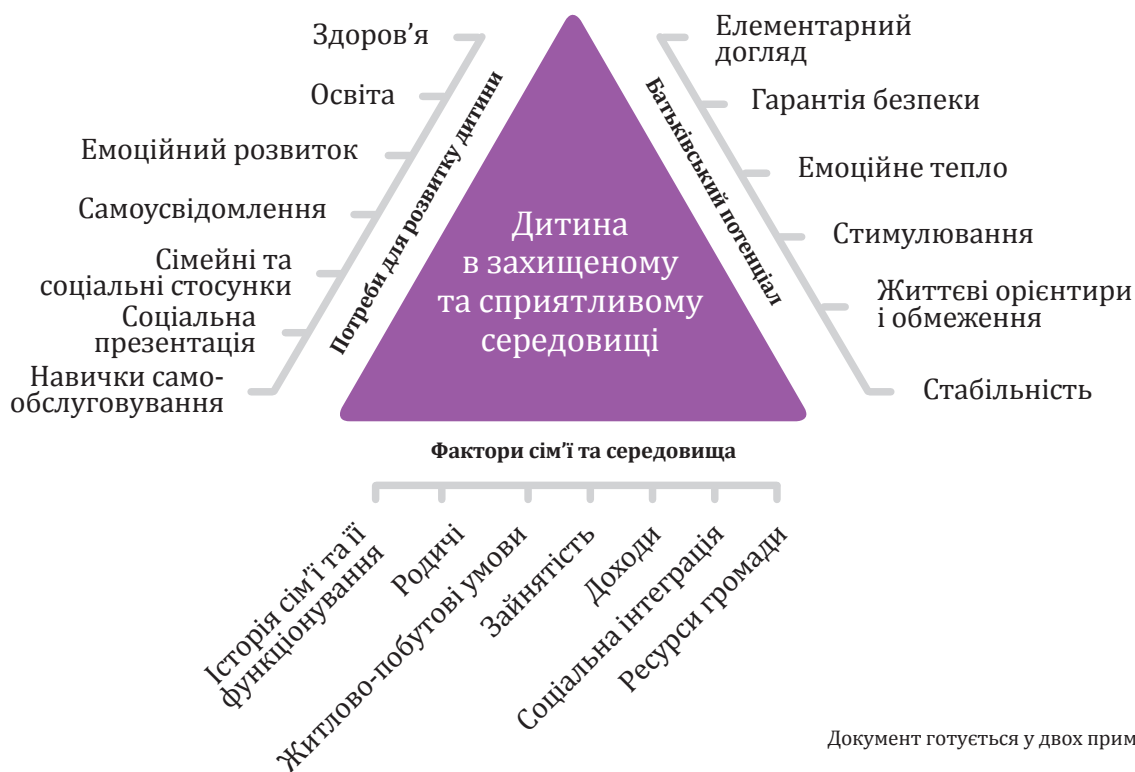 Здоров’я
Освіта
Емоційний розвиток
Самоусвідомлення
Сімейні та
соціальні стосунки
Соціальна
презентація
Навички само-
обслуговування
Потреби для розвитку дитини
Дитина
в захищеному
та сприятливому
середовищі
Батьківський потенціал
Елементарний
догляд
Гарантія безпеки
Емоційне тепло
Стимулювання
Життєві орієнтири
і обмеження
Стабільність
Фактори сім’ї та середовища
Історія сім’ї та її
функціонування
Родичі
Житлово-побутові умови
Зайнятість
Доходи
Соціальна інтеграція
Ресурси громади
Документ готується у двох прим